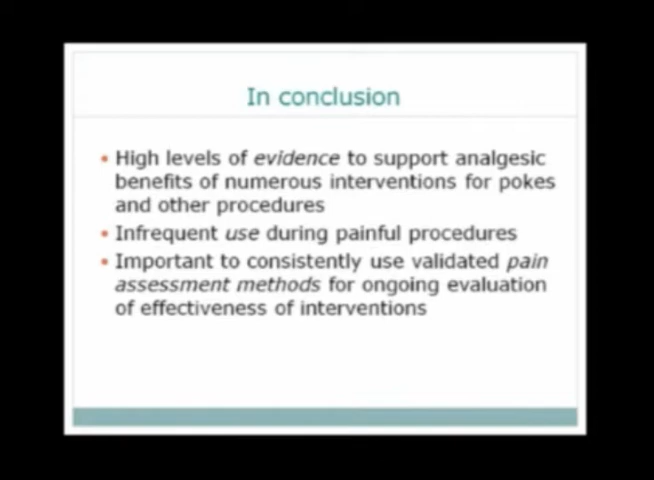 In conclusion
• High levels of evidence to support analgesic
benefits of numerous interventions for pokes
and other procedures
• Infrequent use during painful procedures
• Important to consistently use validated pain
assessment methods for ongoing evaluation
of effectiveness of interventions